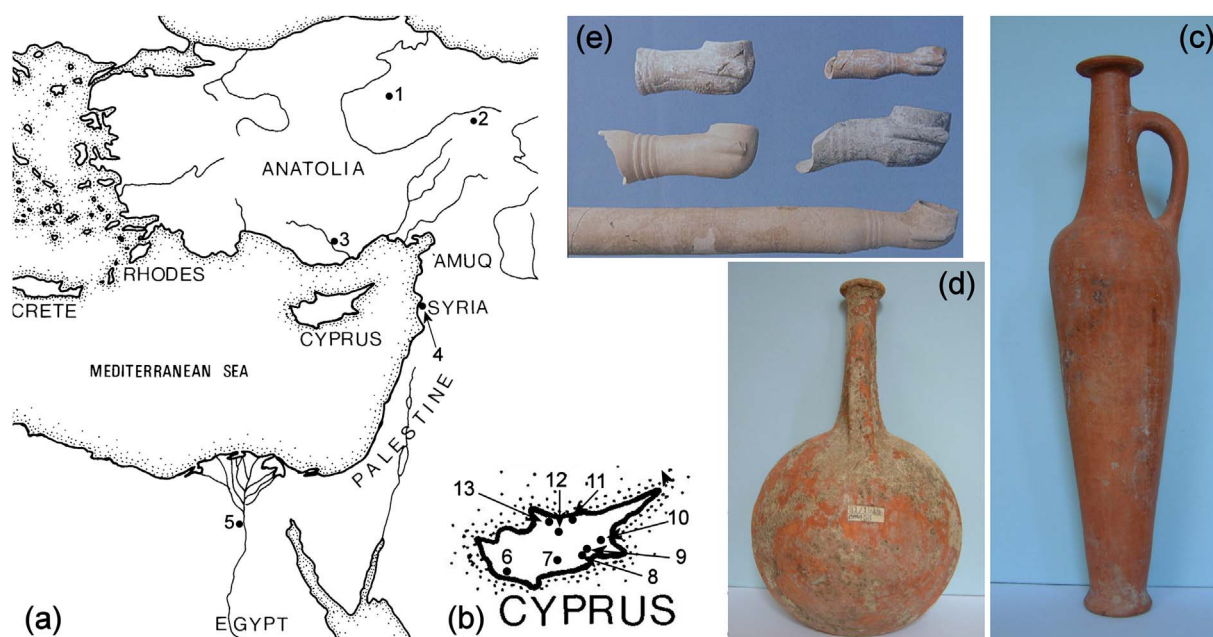 (a)
1
2
ANATOLIA
3
RHODES
AMUQ
CRETE
SYRIA
CYPRUS
4
MEDITERRANEAN SEA
PALESTINE
5
EGYPT
(b)
12
11
13
10
6
7
9
8
CYPRUS
(e)
(d)
(c)